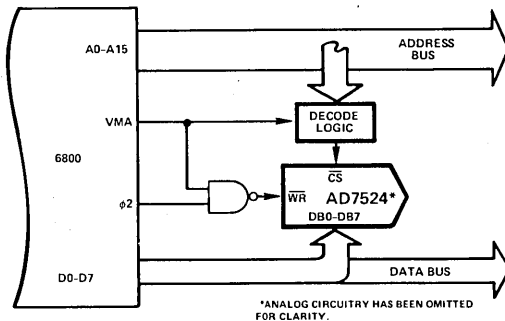 A0-A15
ADDRESS
BUS
VMA
DECODE
LOGIC
6800
CS
WR
AD7524*
φ2
DB0-DB7
D0-D7
DATA BUS
*ANALOG CIRCUITRY HAS BEEN OMITTED
FOR CLARITY.